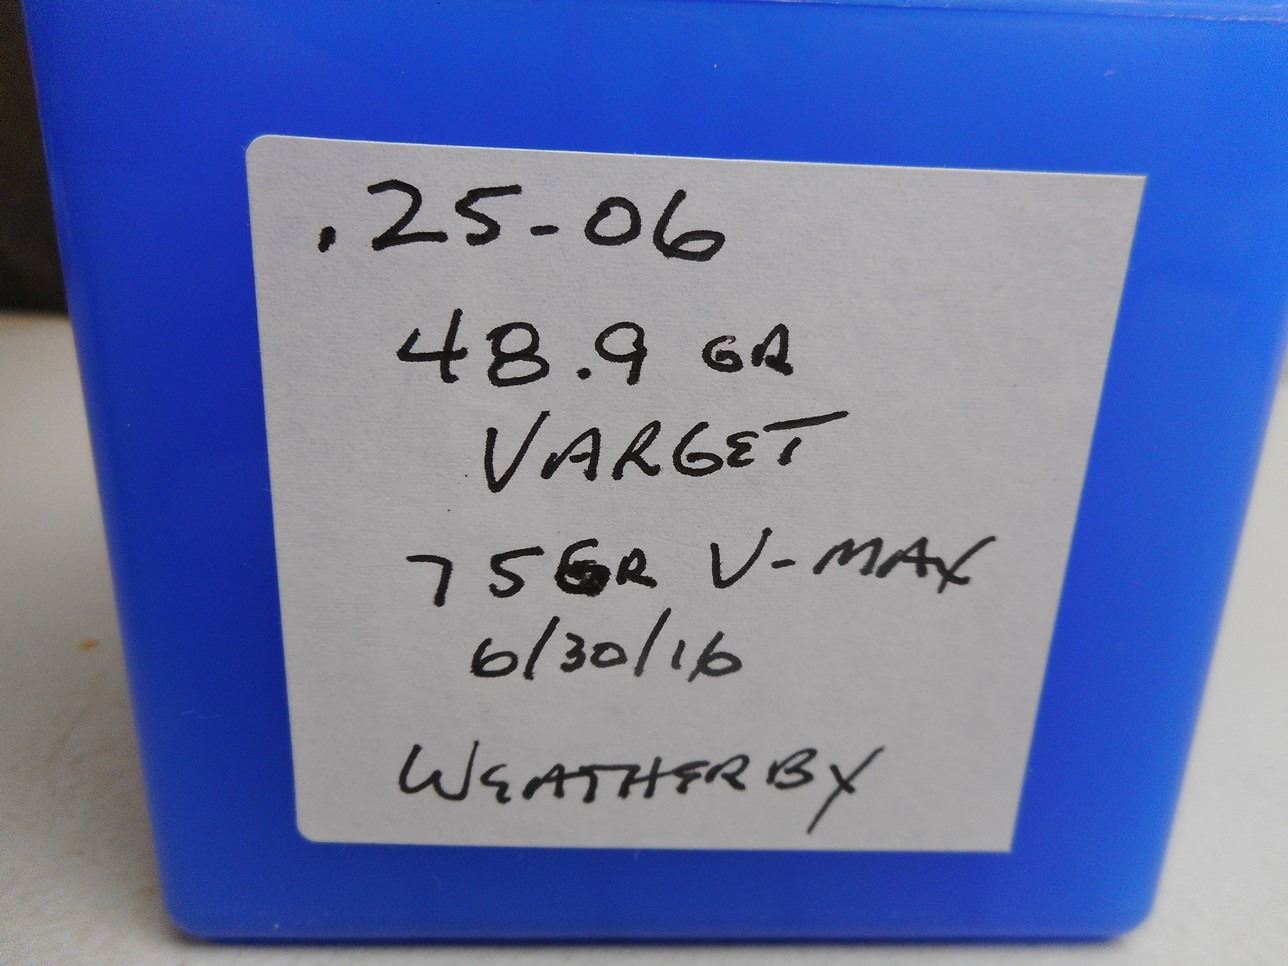 .25-06
48.9 GR
VARGET
75GR V-MAX
6/30/16
WEATHERBY